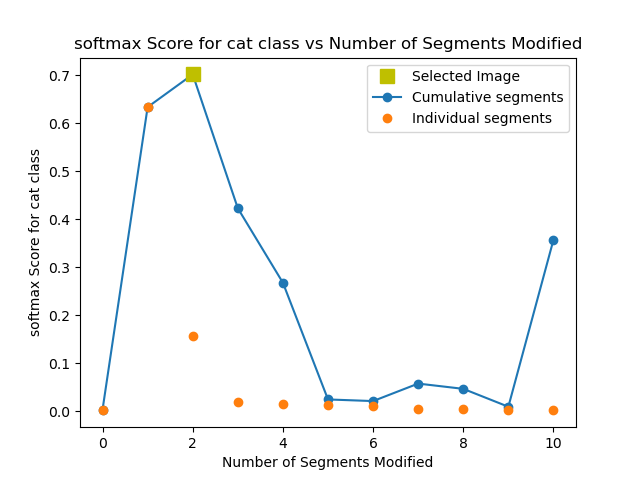 softmax Score for cat class vs Number of Segments Modified
Selected Image
Cumulative segments
Individual segments
softmax Score for cat class
0.7
0.6
0.5
0.4
0.3
0.2
0.1
0.0
0 2 4 6 8 10
Number of Segments Modified